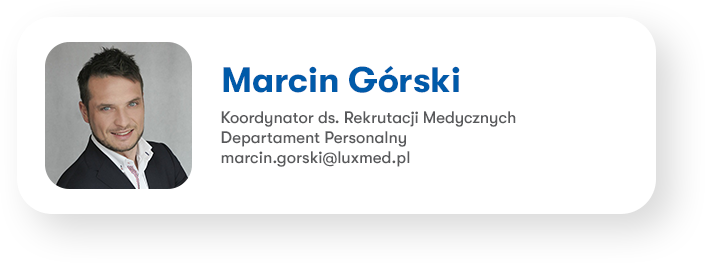 Marcin Górski
Koordynator ds. Rekrutacji Medycznych
Departament Personalny
marcin.gorski@luxmed.pl